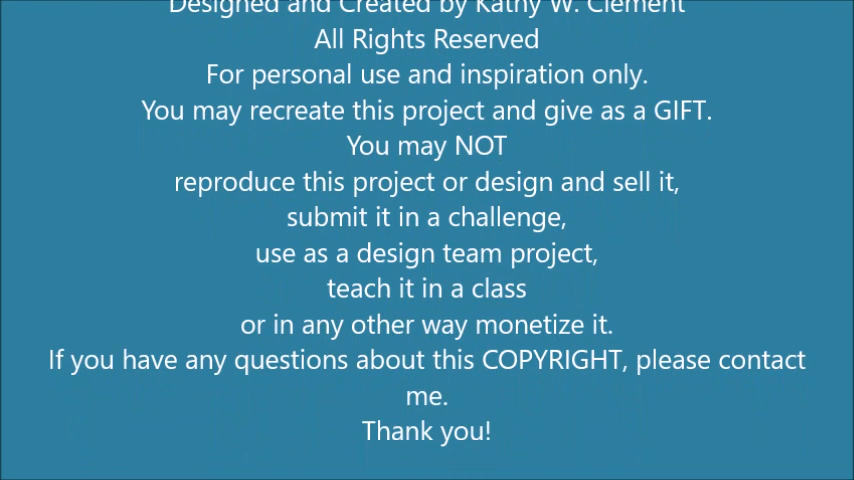 Designed and Created by Kathy W. Clement
All Rights Reserved
For personal use and inspiration only.
You may recreate this project and give as a GIFT.
You may NOT
reproduce this project or design and sell it,
submit it in a challenge,
use as a design team project,
teach it in a class
or in any other way monetize it.
If you have any questions about this COPYRIGHT, please contact
me.
Thank you!